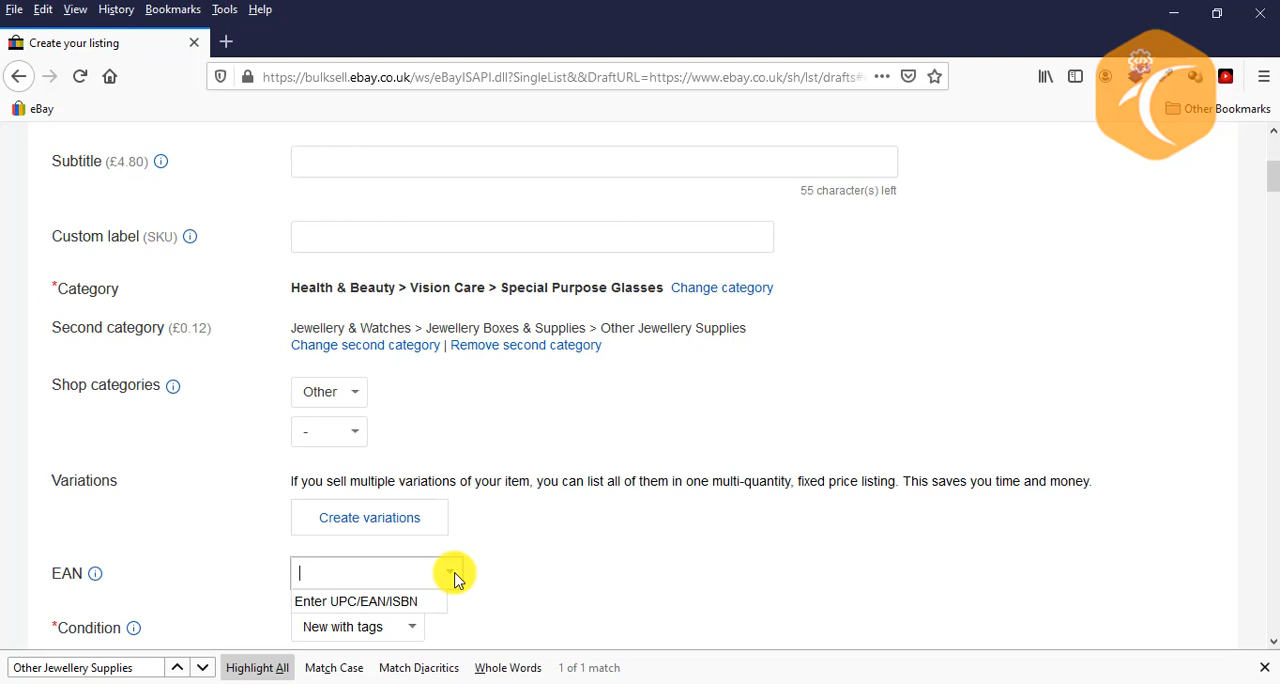 File Edit View History Bookmarks Tools Help
Create your listing
https://bulksell.ebay.co.uk/ws/eBayISAPI.dll?SingleList&&DraftURL=https://www.ebay.co.uk/sh/lst/drafts#
eBay
Other Bookmarks
Subtitle (£4.80)
55 character(s) left
Custom label (SKU)
*Category Health & Beauty > Vision Care > Special Purpose Glasses Change category
Second category (£0.12) Jewellery & Watches > Jewellery Boxes & Supplies > Other Jewellery Supplies
Change second category | Remove second category
Shop categories
Other
-
Variations If you sell multiple variations of your item, you can list all of them in one multi-quantity, fixed price listing. This saves you time and money.
Create variations
EAN
Enter UPC/EAN/ISBN
*Condition New with tags
Other Jewellery Supplies Highlight All Match Case Match Diacritics Whole Words 1 of 1 match